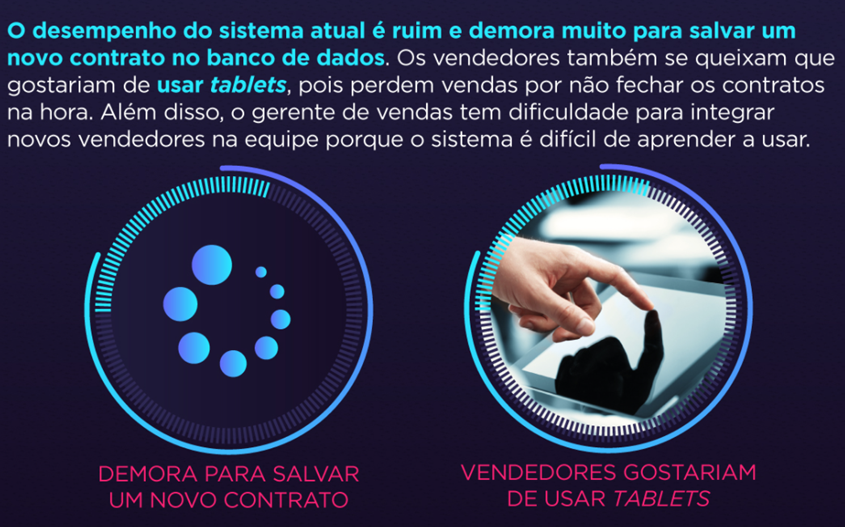 O desempenho do sistema atual é ruim e demora muito para salvar um
novo contrato no banco de dados. Os vendedores também se queixam que
gostariam de usar tablets, pois perdem vendas por não fechar os contratos
na hora. Além disso, o gerente de vendas tem dificuldade para integrar
novos vendedores na equipe porque o sistema é difícil de aprender a usar.
DEMORA PARA SALVAR
UM NOVO CONTRATO
VENDEDORES GOSTARIAM
DE USAR TABLETS